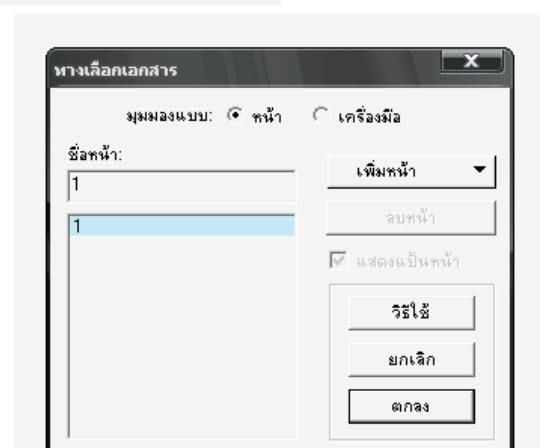 ทางเลือกเอกสาร
X
มุมมองแบบ: หน้า เครื่องมือ
ชื่อหน้า:
1
1
เพิ่มหน้า
ลบหน้า
แสดงแป้นหน้า
วิธีใช้
ยกเลิก
ตกลง